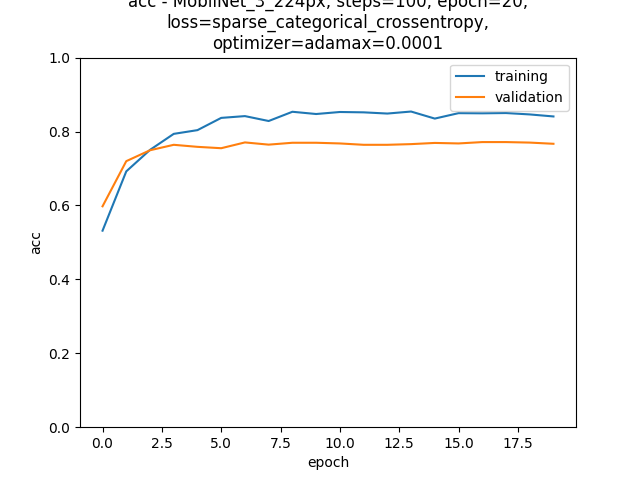 acc - MobilNet_3_224px, steps=100, epoch=20,
loss=sparse_categorical_crossentropy,
optimizer=adamax=0.0001
training
validation
1.0
0.8
0.6
0.4
0.2
0.0
acc
0.0 2.5 5.0 7.5 10.0 12.5 15.0 17.5
epoch